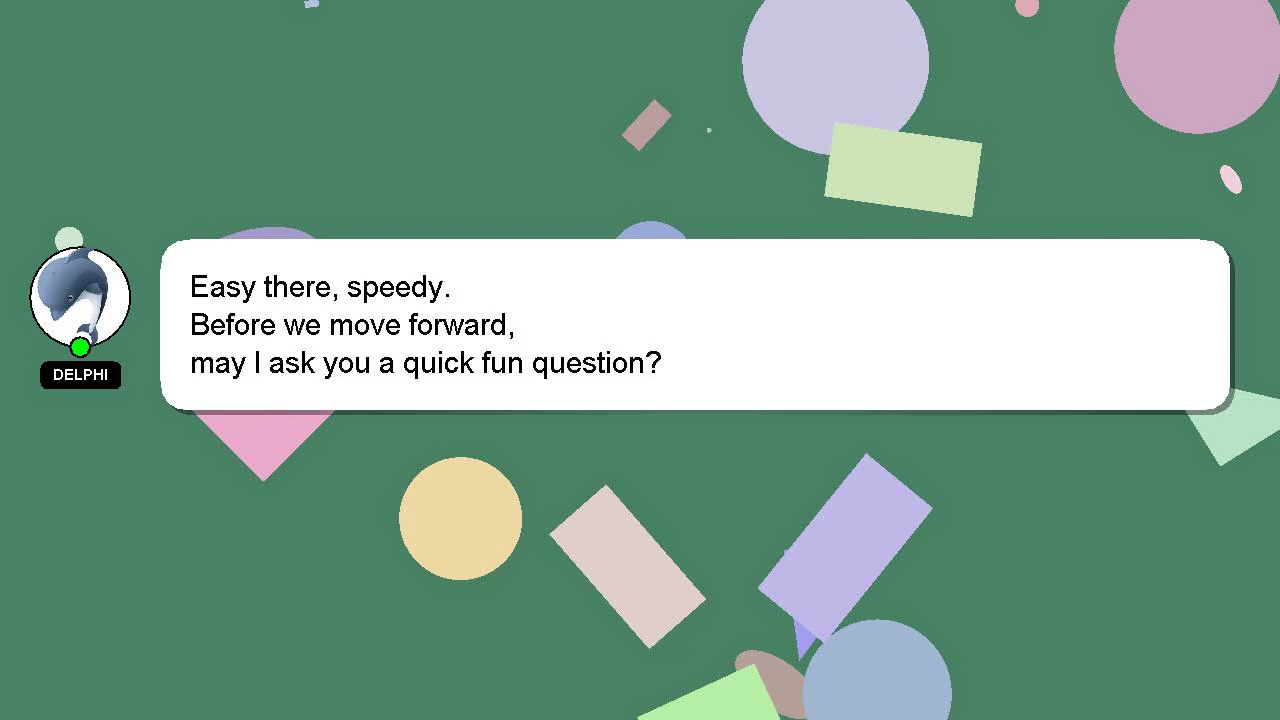 Easy there, speedy.
Before we move forward,
may I ask you a quick fun question?
DELPHI